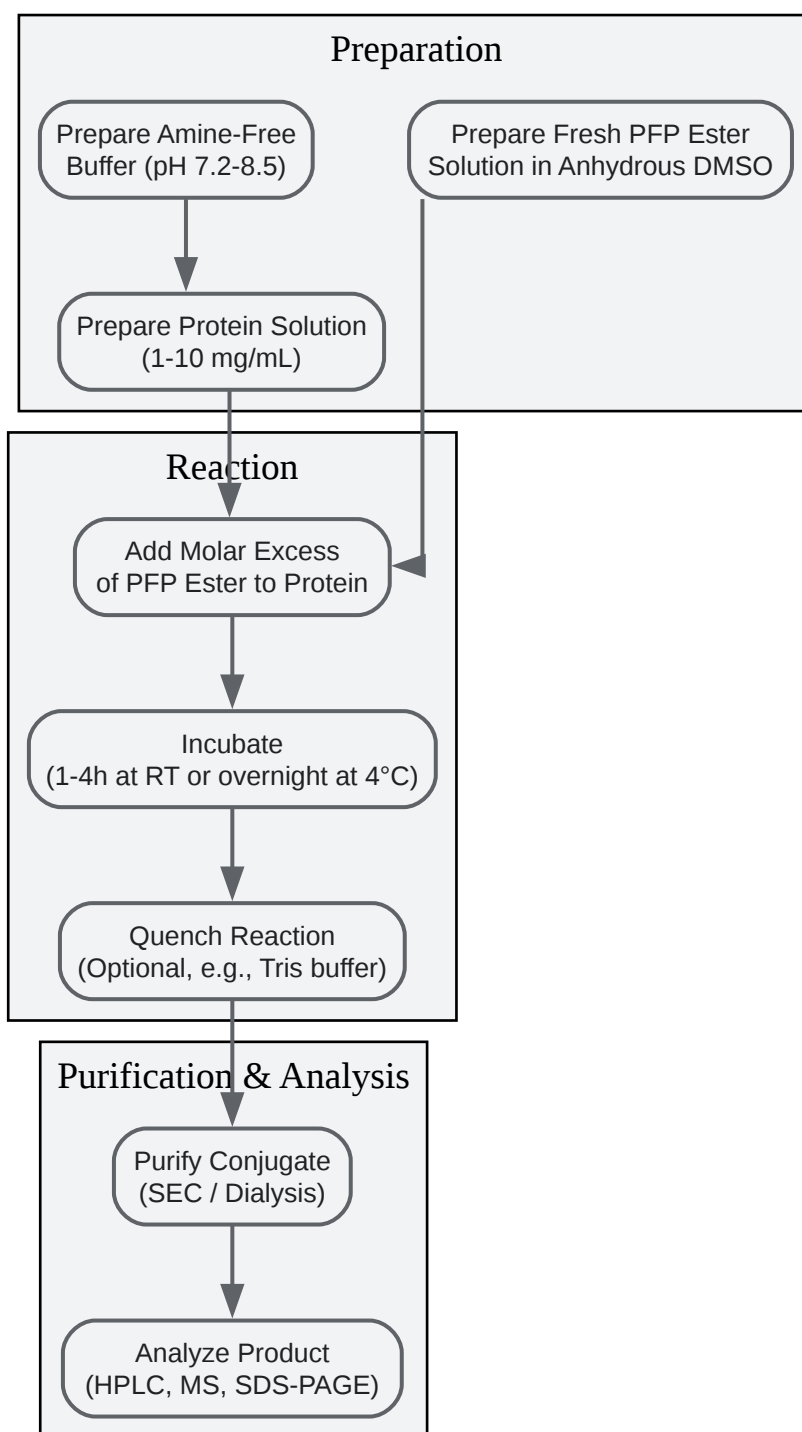 Preparation
Prepare Amine-Free
Buffer (pH 7.2-8.5)
Prepare Fresh PFP Ester
Solution in Anhydrous DMSO
Prepare Protein Solution
(1-10 mg/mL)
Reaction
Add Molar Excess
of PFP Ester to Protein
Incubate
(1-4h at RT or overnight at 4°C)
Quench Reaction
(Optional, e.g., Tris buffer)
Purification & Analysis
Purify Conjugate
(SEC / Dialysis)
Analyze Product
(HPLC, MS, SDS-PAGE)